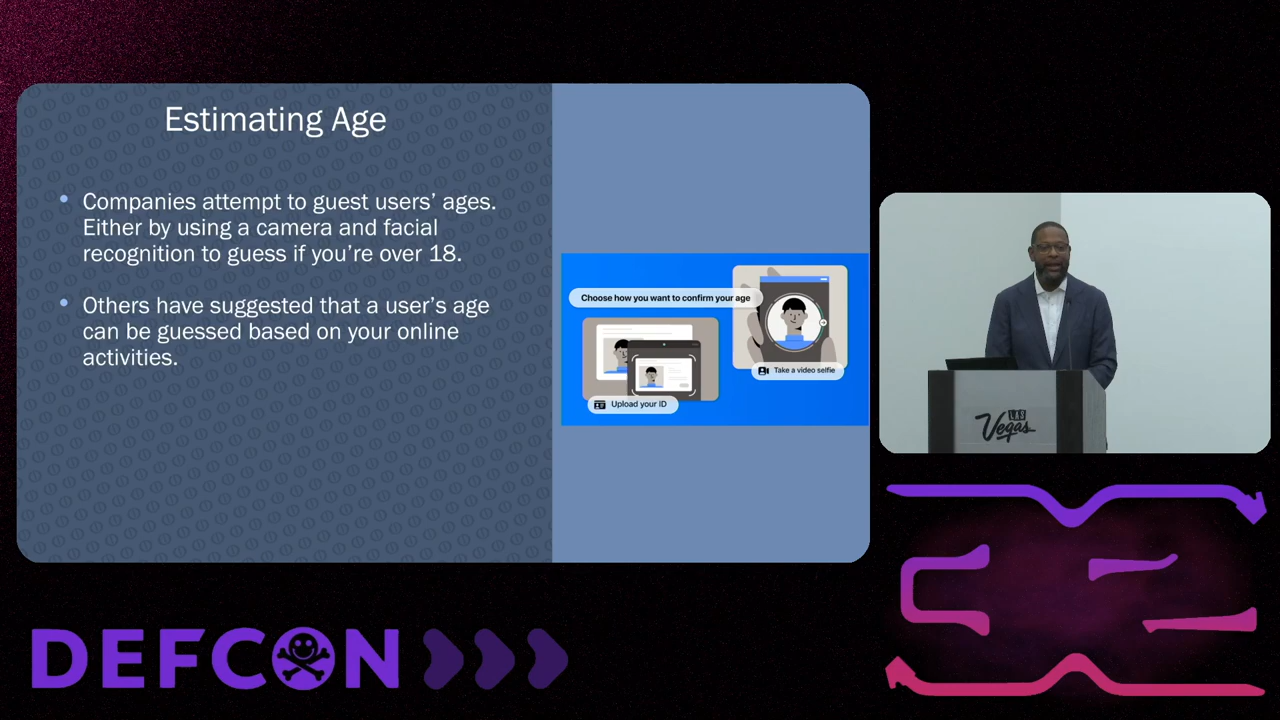 Estimating Age
Companies attempt to guest users’ ages.
Either by using a camera and facial
recognition to guess if you’re over 18.
Others have suggested that a user’s age
can be guessed based on your online
activities.
Choose how you want to confirm your age
Take a video selfie
Upload your ID
LAS
Vegas
DEFCON